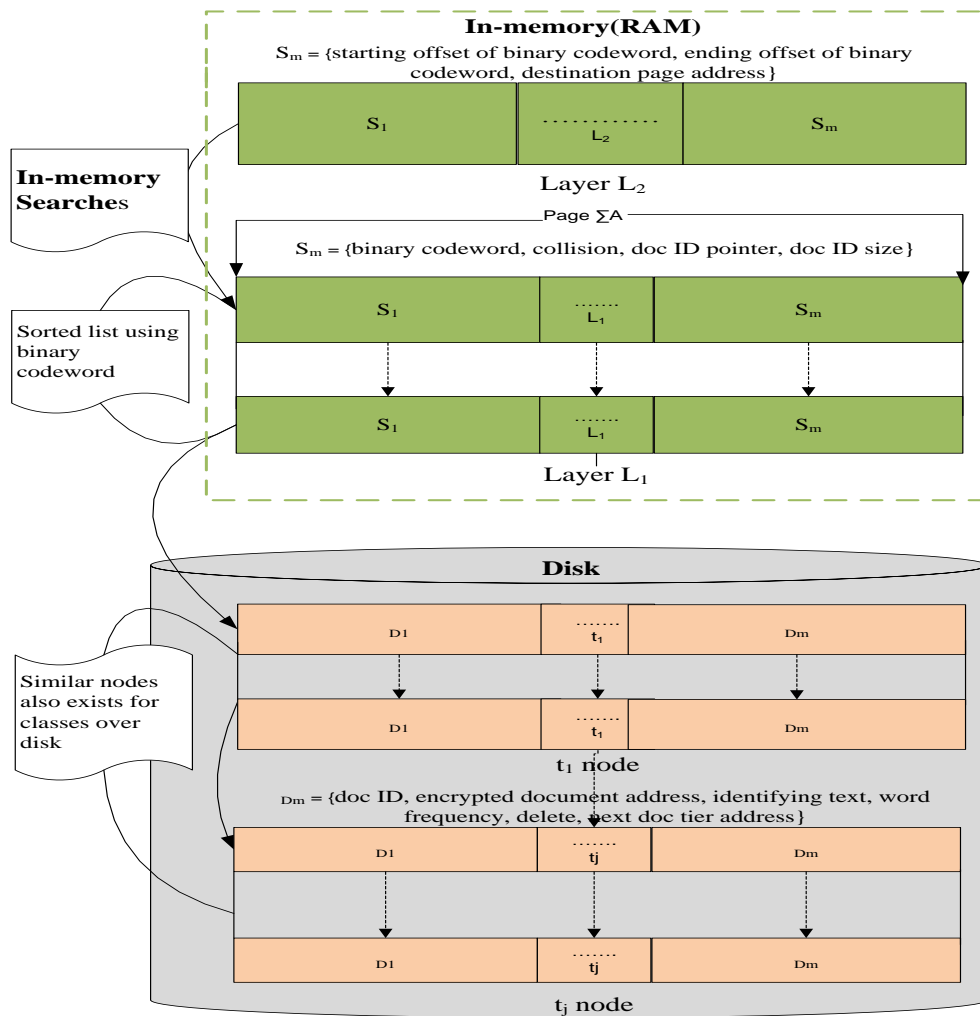 In-memory(RAM)
Sm = {starting offset of binary codeword, ending offset of binary
codeword, destination page address}
S1
............
L2
Sm
Layer L2
In-memory
Searches
Page ∑A
Sm = {binary codeword, collision, doc ID pointer, doc ID size}
S1
.......
L1
Sm
Sorted list using
binary
codeword
S1
.......
L1
Sm
Layer L1
Disk
D1
.......
t1
Dm
Similar nodes
also exists for
classes over
disk
D1
.......
t1
Dm
t1 node
Dm = {doc ID, encrypted document address, identifying text, word
frequency, delete, next doc tier address}
D1
.......
tj
Dm
D1
.......
tj
Dm
tj node